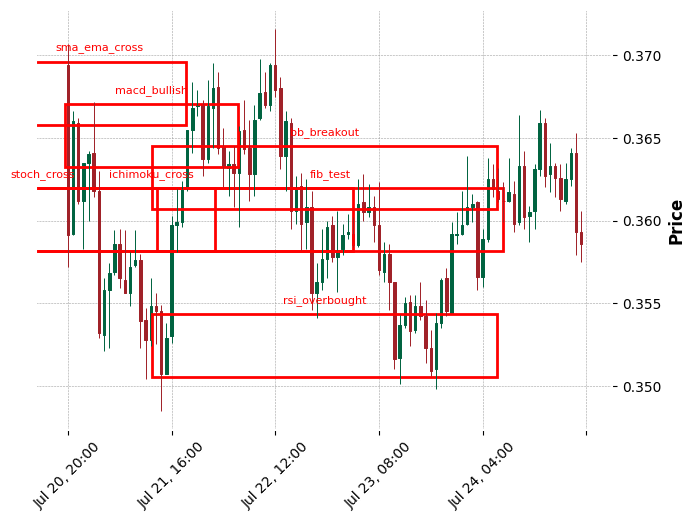 sma_ema_cross
0.370
macd_bullish
bb_breakout
0.365
stoch_cross
ichimoku_cross
fib_test
0.360
Price
0.355
rsi_overbought
0.350
Jul 20, 20:00
Jul 21, 16:00
Jul 22, 12:00
Jul 23, 08:00
Jul 24, 04:00